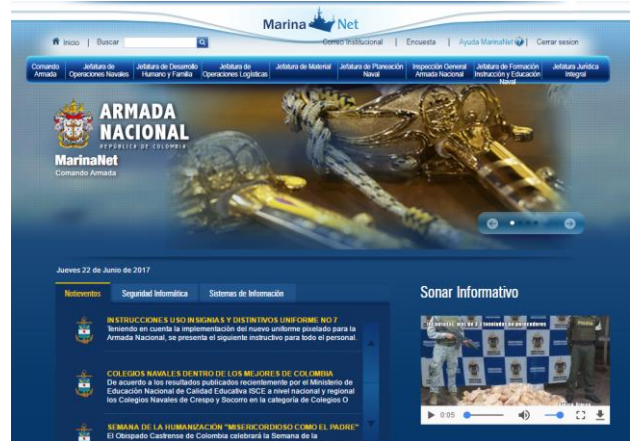 Marina Net
Inicio | Buscar
Correo Institucional | Encuesta | Ayuda MarinaNet | Cerrar sesion
Comando Armada
Jefatura de Operaciones Navales
Jefatura de Desarrollo Humano y Familia
Jefatura de Operaciones Logísticas
Jefatura de Material
Jefatura de Planeación Naval
Inspección General Armada Nacional
Jefatura de Formación Instrucción y Educación Naval
Jefatura Jurídica Integral
ARMADA
NACIONAL
REPÚBLICA DE COLOMBIA
MarinaNet
Comando Armada
Jueves 22 de Junio de 2017
Notieventos
Seguridad Informática
Sistemas de Información
INSTRUCCIONES USO INSIGNIAS Y DISTINTIVOS UNIFORME NO 7
Teniendo en cuenta la implementación del nuevo uniforme pixelado para la
Armada Nacional, se presenta el siguiente instructivo para todo el personal.
COLEGIOS NAVALES DENTRO DE LOS MEJORES DE COLOMBIA
De acuerdo a los resultados publicados recientemente por el Ministerio de
Educación Nacional de Calidad Educativa ISCE a nivel nacional y regional
los Colegios Navales de Crespo y Socorro en la categoría de Colegios O
SEMANA DE LA HUMANIZACIÓN "MISERICORDIOSO COMO EL PADRE"
El Obispado Castrense de Colombia celebrará la Semana de la
Sonar Informativo
0:05